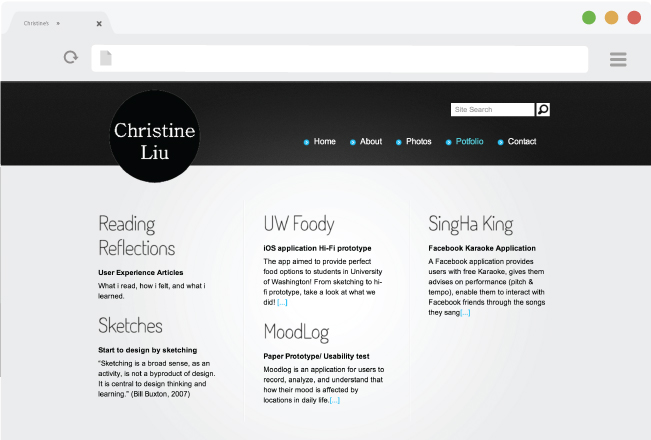 Christine's »
Christine
Liu
Site Search
Home About Photos Potfolio Contact
Reading
Reflections
User Experience Articles
What i read, how i felt, and what i
learned.
Sketches
Start to design by sketching
"Sketching is a broad sense, as an
activity, is not a byproduct of design.
It is central to design thinking and
learning." (Bill Buxton, 2007)
UW Foody
iOS application Hi-Fi prototype
The app aimed to provide perfect
food options to students in University
of Washington! From sketching to hi-
fi prototype, take a look at what we
did! [...]
MoodLog
Paper Prototype/ Usability test
Moodlog is an application for users to
record, analyze, and understand that
how their mood is affected by
locations in daily life.[...]
SingHa King
Facebook Karaoke Application
A Facebook application provides
users with free Karaoke, gives them
advises on performance (pitch &
tempo), enable them to interact with
Facebook friends through the songs
they sang[...]